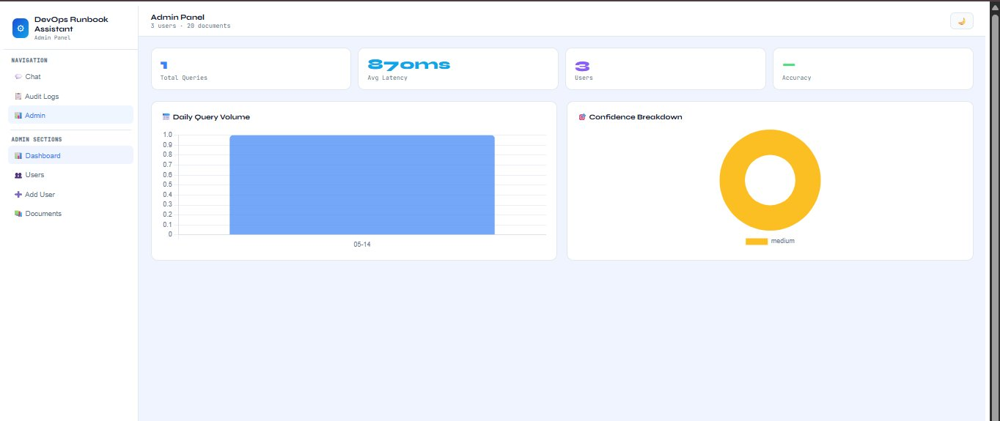 DevOps Runbook
Assistant
Admin Panel
NAVIGATION
Chat
Audit Logs
Admin
ADMIN SECTIONS
Dashboard
Users
Add User
Documents
Admin Panel
3 users · 20 documents
1
Total Queries
870ms
Avg Latency
3
Users
—
Accuracy
Daily Query Volume
1.0
0.9
0.8
0.7
0.6
0.5
0.4
0.3
0.2
0.1
0
05-14
Confidence Breakdown
medium